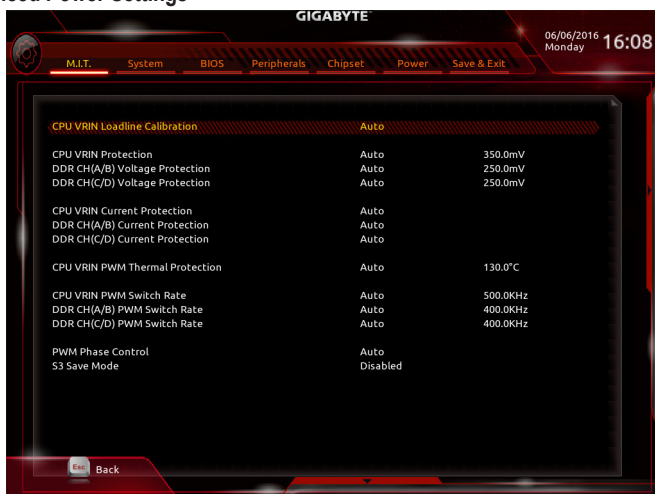 GIGABYTE
06/06/2016 Monday 16:08
M.I.T. System BIOS Peripherals Chipset Power Save & Exit
CPU VRIN Loadline Calibration Auto
CPU VRIN Protection Auto 350.0mV
DDR CH(A/B) Voltage Protection Auto 250.0mV
DDR CH(C/D) Voltage Protection Auto 250.0mV
CPU VRIN Current Protection Auto
DDR CH(A/B) Current Protection Auto
DDR CH(C/D) Current Protection Auto
CPU VRIN PWM Thermal Protection Auto 130.0°C
CPU VRIN PWM Switch Rate Auto 500.0KHz
DDR CH(A/B) PWM Switch Rate Auto 400.0KHz
DDR CH(C/D) PWM Switch Rate Auto 400.0KHz
PWM Phase Control Auto
S3 Save Mode Disabled
Esc Back